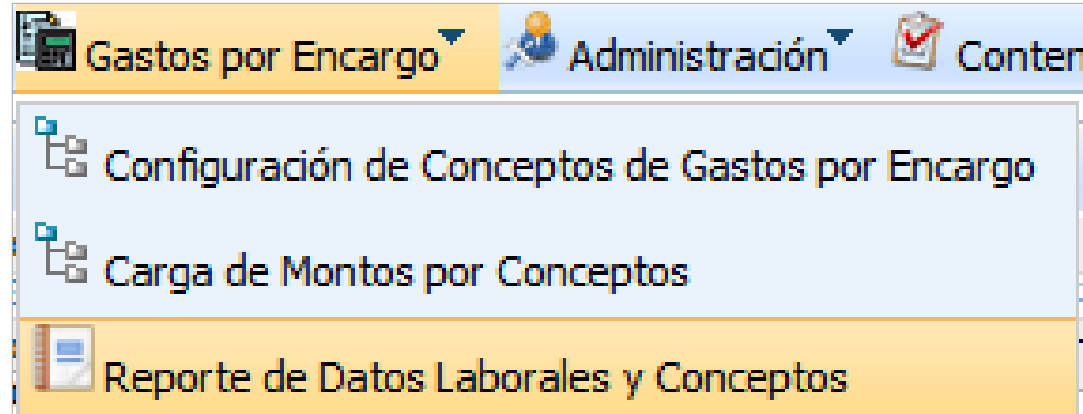 Gastos por Encargo Administración Conten
Configuración de Conceptos de Gastos por Encargo
Carga de Montos por Conceptos
Reporte de Datos Laborales y Conceptos